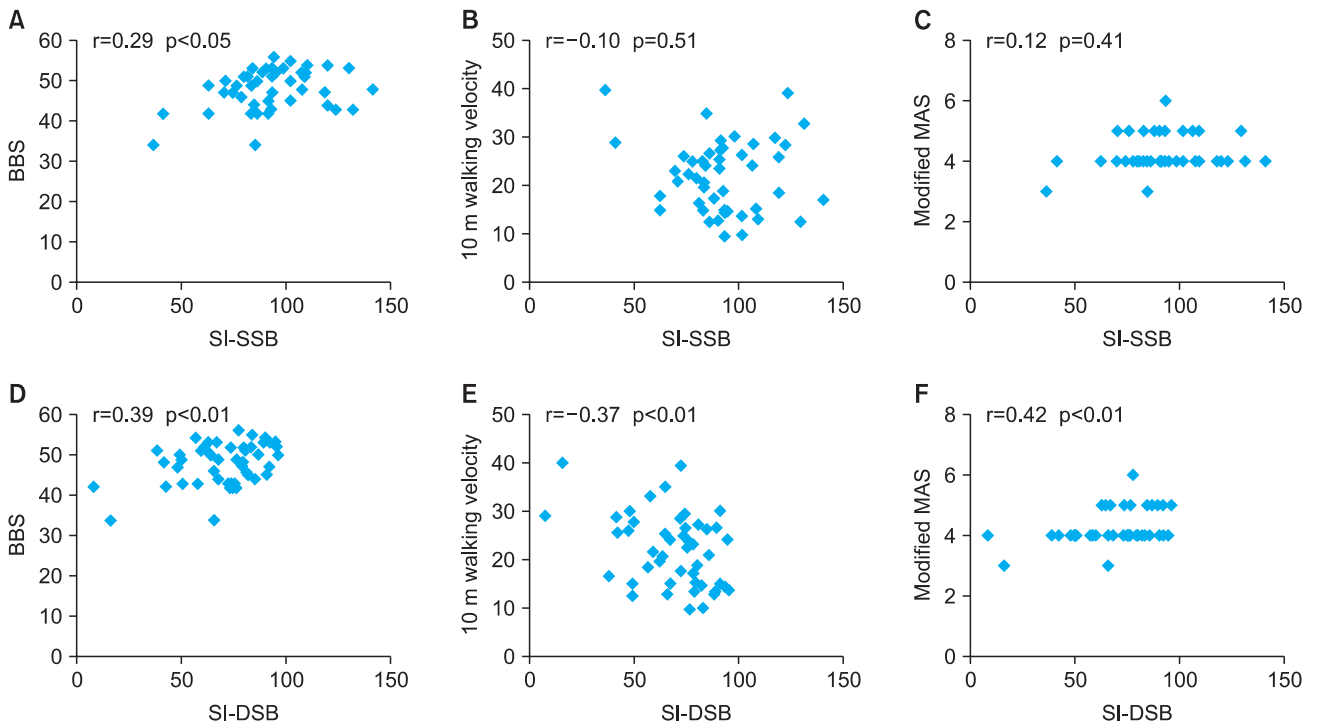 A
r=0.29 p<0.05
60
50
40
30
20
10
0
BBS
0 50 100 150
SI-SSB
B
r=−0.10 p=0.51
50
40
30
20
10
0
10 m walking velocity
0 50 100 150
SI-SSB
C
r=0.12 p=0.41
8
6
4
2
0
Modified MAS
0 50 100 150
SI-SSB
D
r=0.39 p<0.01
60
50
40
30
20
10
0
BBS
0 50 100 150
SI-DSB
E
r=−0.37 p<0.01
50
40
30
20
10
0
10 m walking velocity
0 50 100 150
SI-DSB
F
r=0.42 p<0.01
8
6
4
2
0
Modified MAS
0 50 100 150
SI-DSB